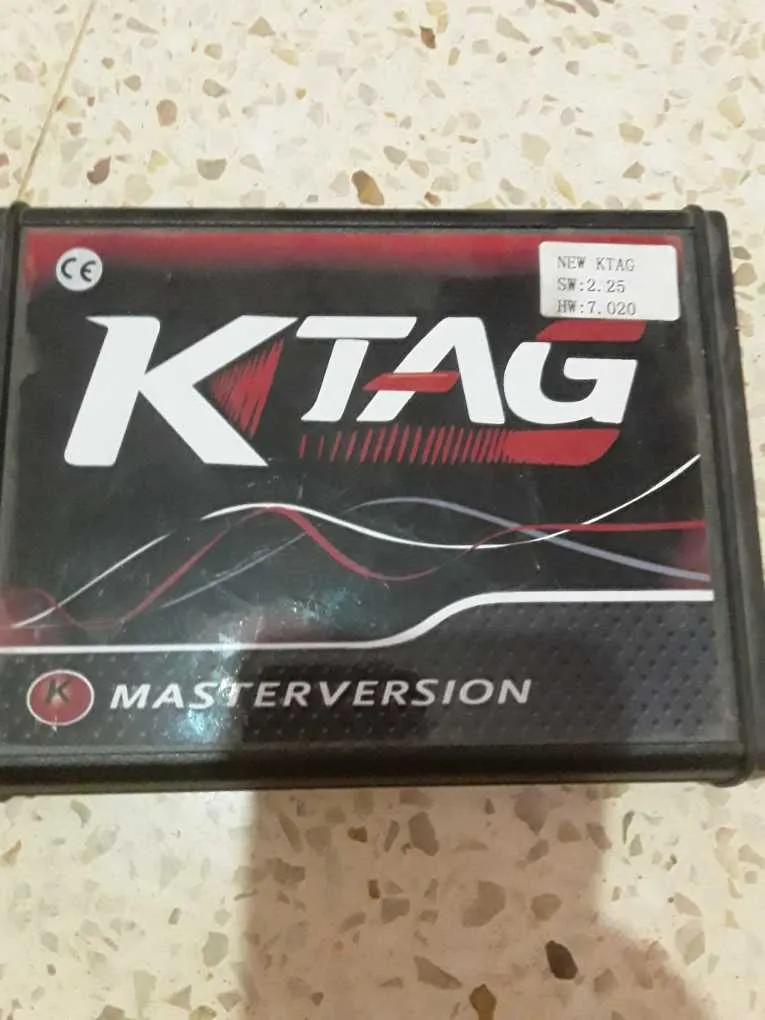 CE
NEW KTAG
SW:2.25
HW:7.020
KTAG
K
MASTERVERSION